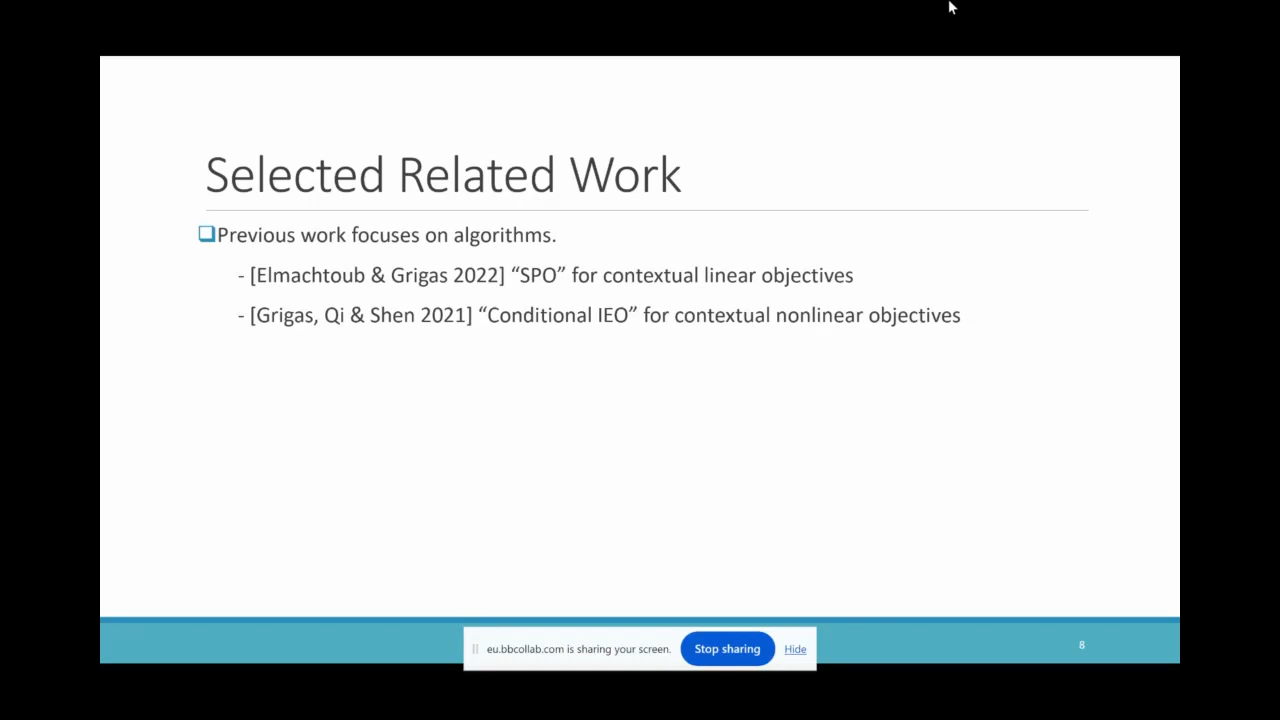 Selected Related Work
❑Previous work focuses on algorithms.
- [Elmachtoub & Grigas 2022] “SPO” for contextual linear objectives
- [Grigas, Qi & Shen 2021] “Conditional IEO” for contextual nonlinear objectives
eu.bbcollab.com is sharing your screen. Stop sharing Hide
8